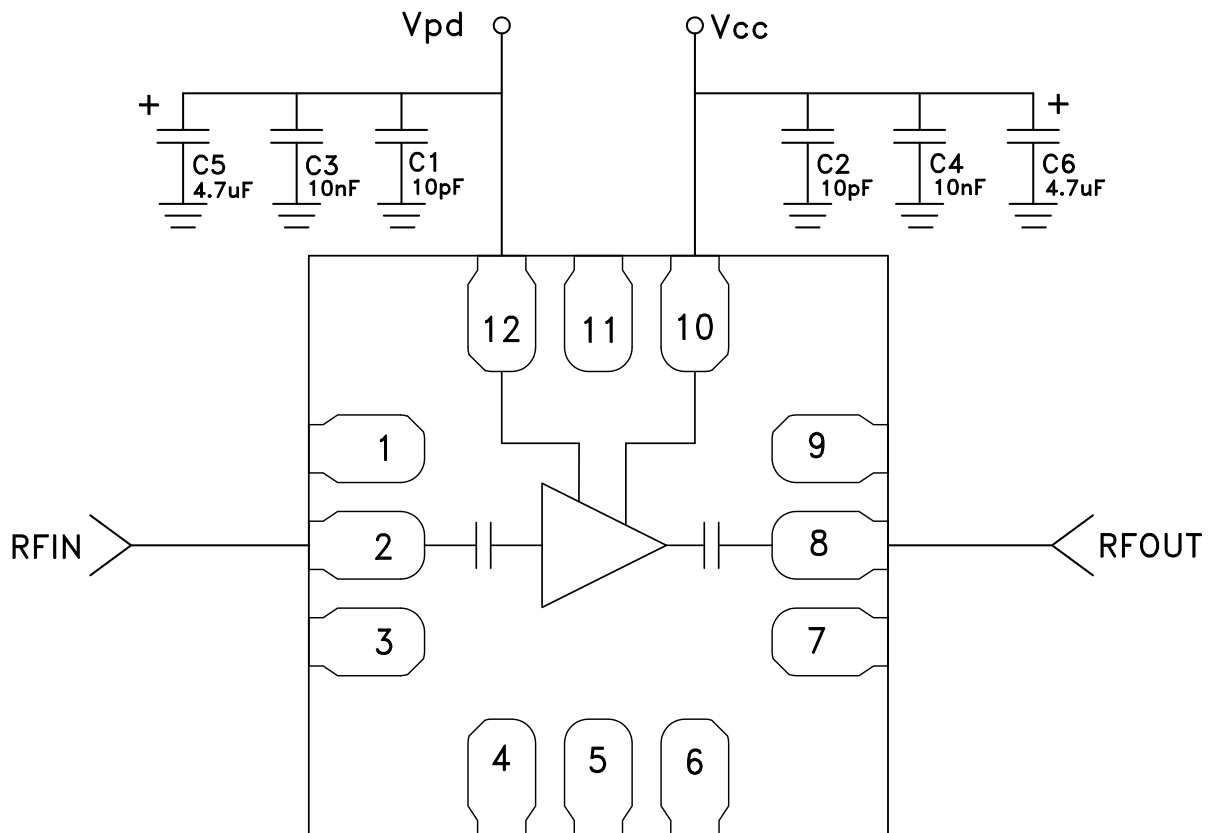 Vpd
Vcc
+
+
C5
4.7uF
C3
10nF
C1
10pF
C2
10pF
C4
10nF
C6
4.7uF
12
11
10
1
9
RFIN
2
8
RFOUT
3
7
4
5
6